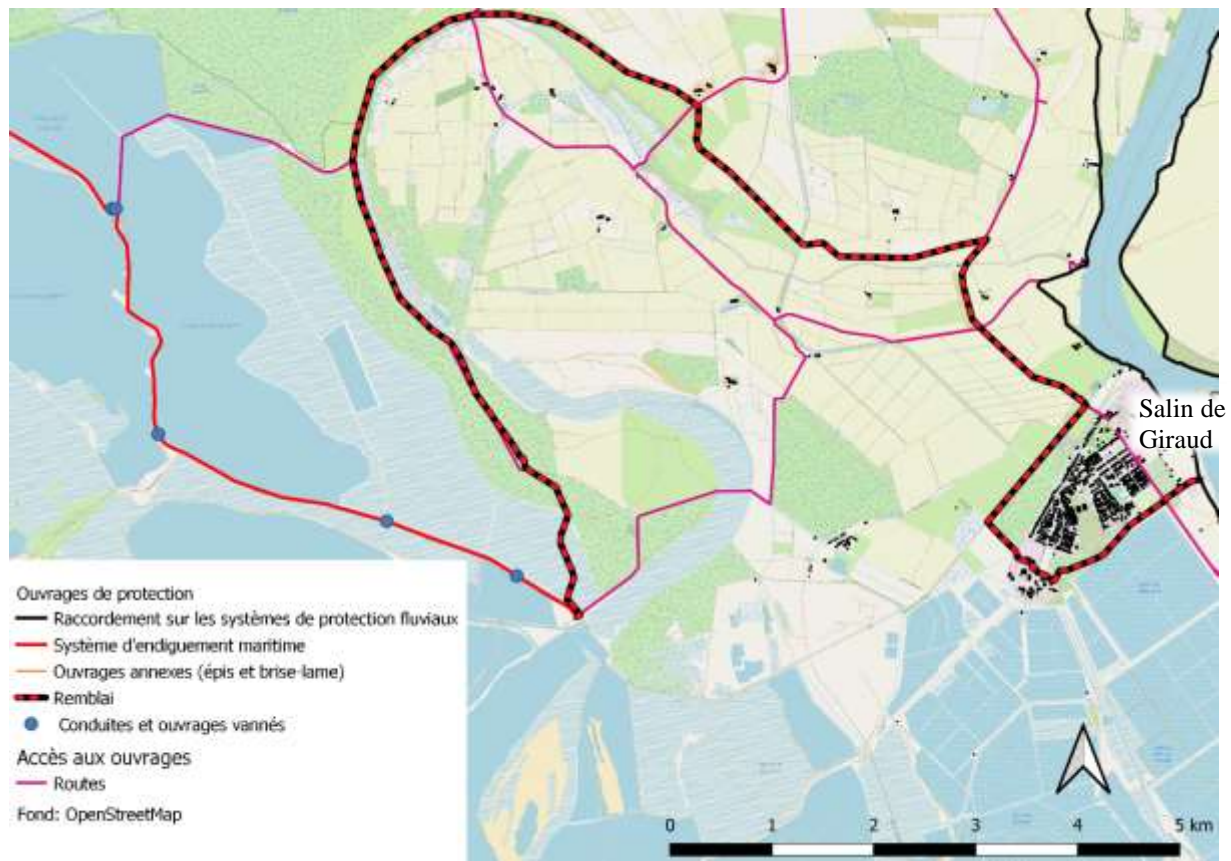 Salin de
Giraud
Ouvrages de protection
Raccordement sur les systèmes de protection fluviaux
Système d'endiguement maritime
Ouvrages annexes (épis et brise-lame)
Remblai
Conduites et ouvrages vannés
Accès aux ouvrages
Routes
Fond: OpenStreetMap
0 1 2 3 4 5 km